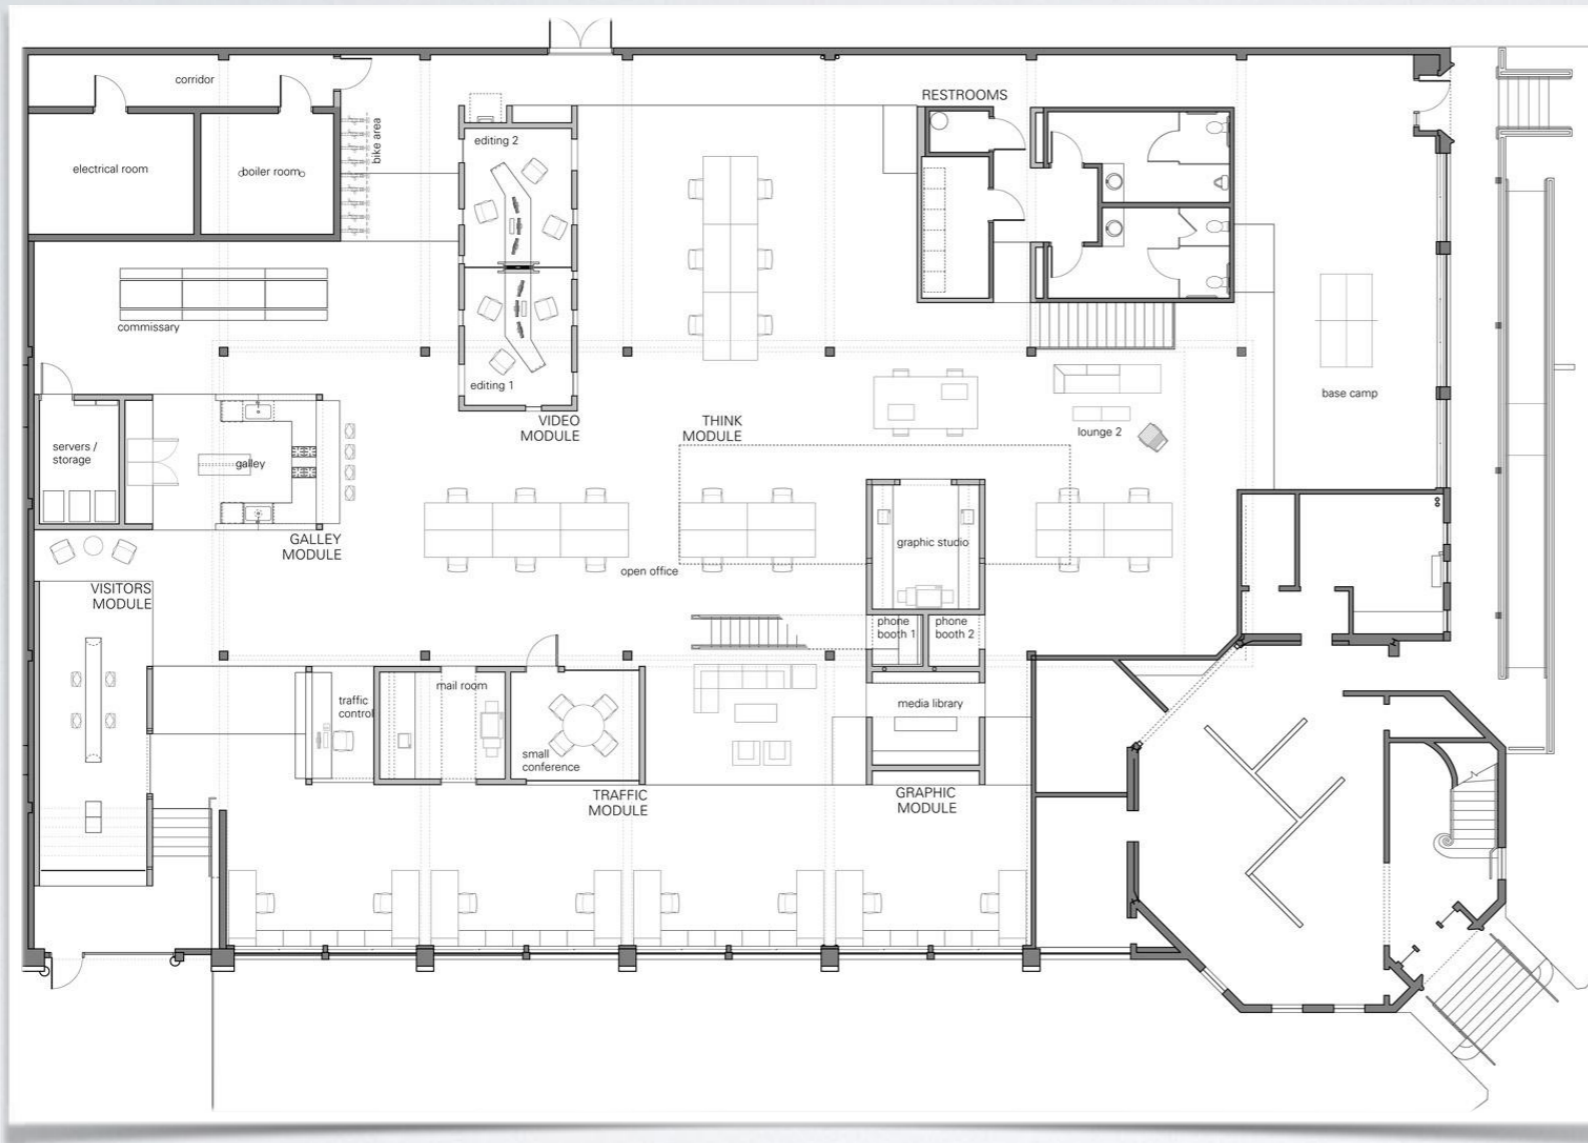 corridor
RESTROOMS
bike area
editing 2
electrical room
boiler room
commissary
editing 1
base camp
VIDEO
MODULE
THINK
MODULE
lounge 2
servers /
storage
galley
GALLEY
MODULE
graphic studio
open office
VISITORS
MODULE
phone
booth 1
phone
booth 2
mail room
traffic
control
media library
small
conference
TRAFFIC
MODULE
GRAPHIC
MODULE